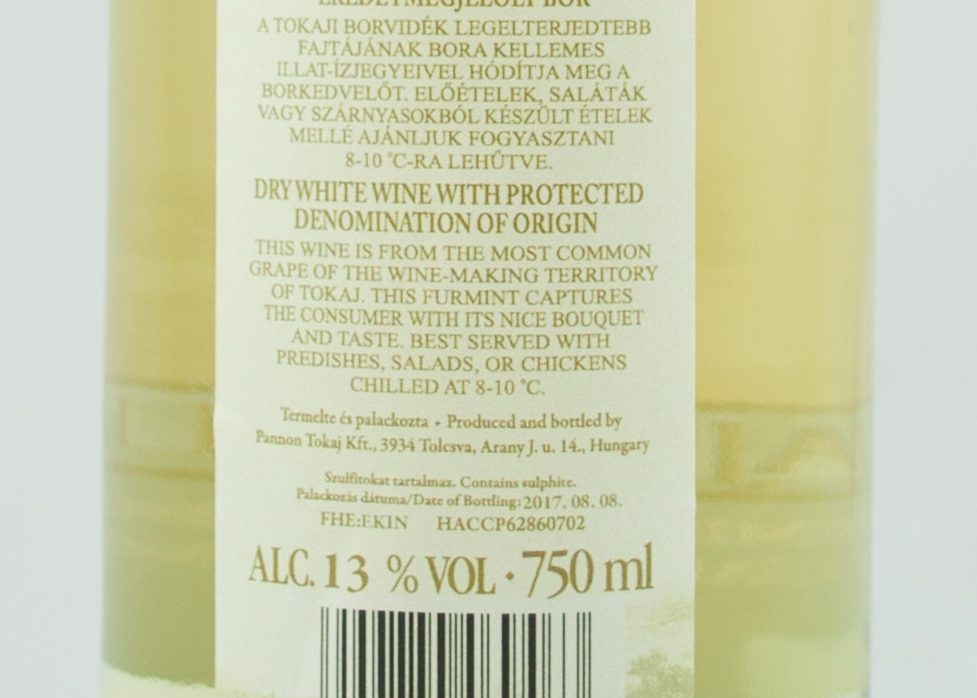 EREDETMEGJELÖLT BOR
A TOKAJI BORVIDÉK LEGELTERJEDTEBB
FAJTÁJÁNAK BORA KELLEMES
ILLAT-ÍZJEGYEIVEL HÓDÍTJA MEG A
BORKEDVELŐT. ELŐÉTELEK, SALÁTÁK
VAGY SZÁRNYASOKBÓL KÉSZÜLT ÉTELEK
MELLÉ AJÁNLJUK FOGYASZTANI
8-10 °C-RA LEHŰTVE.
DRY WHITE WINE WITH PROTECTED
DENOMINATION OF ORIGIN
THIS WINE IS FROM THE MOST COMMON
GRAPE OF THE WINE-MAKING TERRITORY
OF TOKAJ. THIS FURMINT CAPTURES
THE CONSUMER WITH ITS NICE BOUQUET
AND TASTE. BEST SERVED WITH
PREDISHES, SALADS, OR CHICKENS
CHILLED AT 8-10 °C.
Termelte és palackozta • Produced and bottled by
Pannon Tokaj Kft., 3934 Tolcsva, Arany J. u. 14., Hungary
Szulfitokat tartalmaz. Contains sulphite.
Palackozás dátuma/Date of Bottling: 2017. 08. 08.
FHE:EKIN HACCP62860702
ALC. 13 % VOL • 750 ml